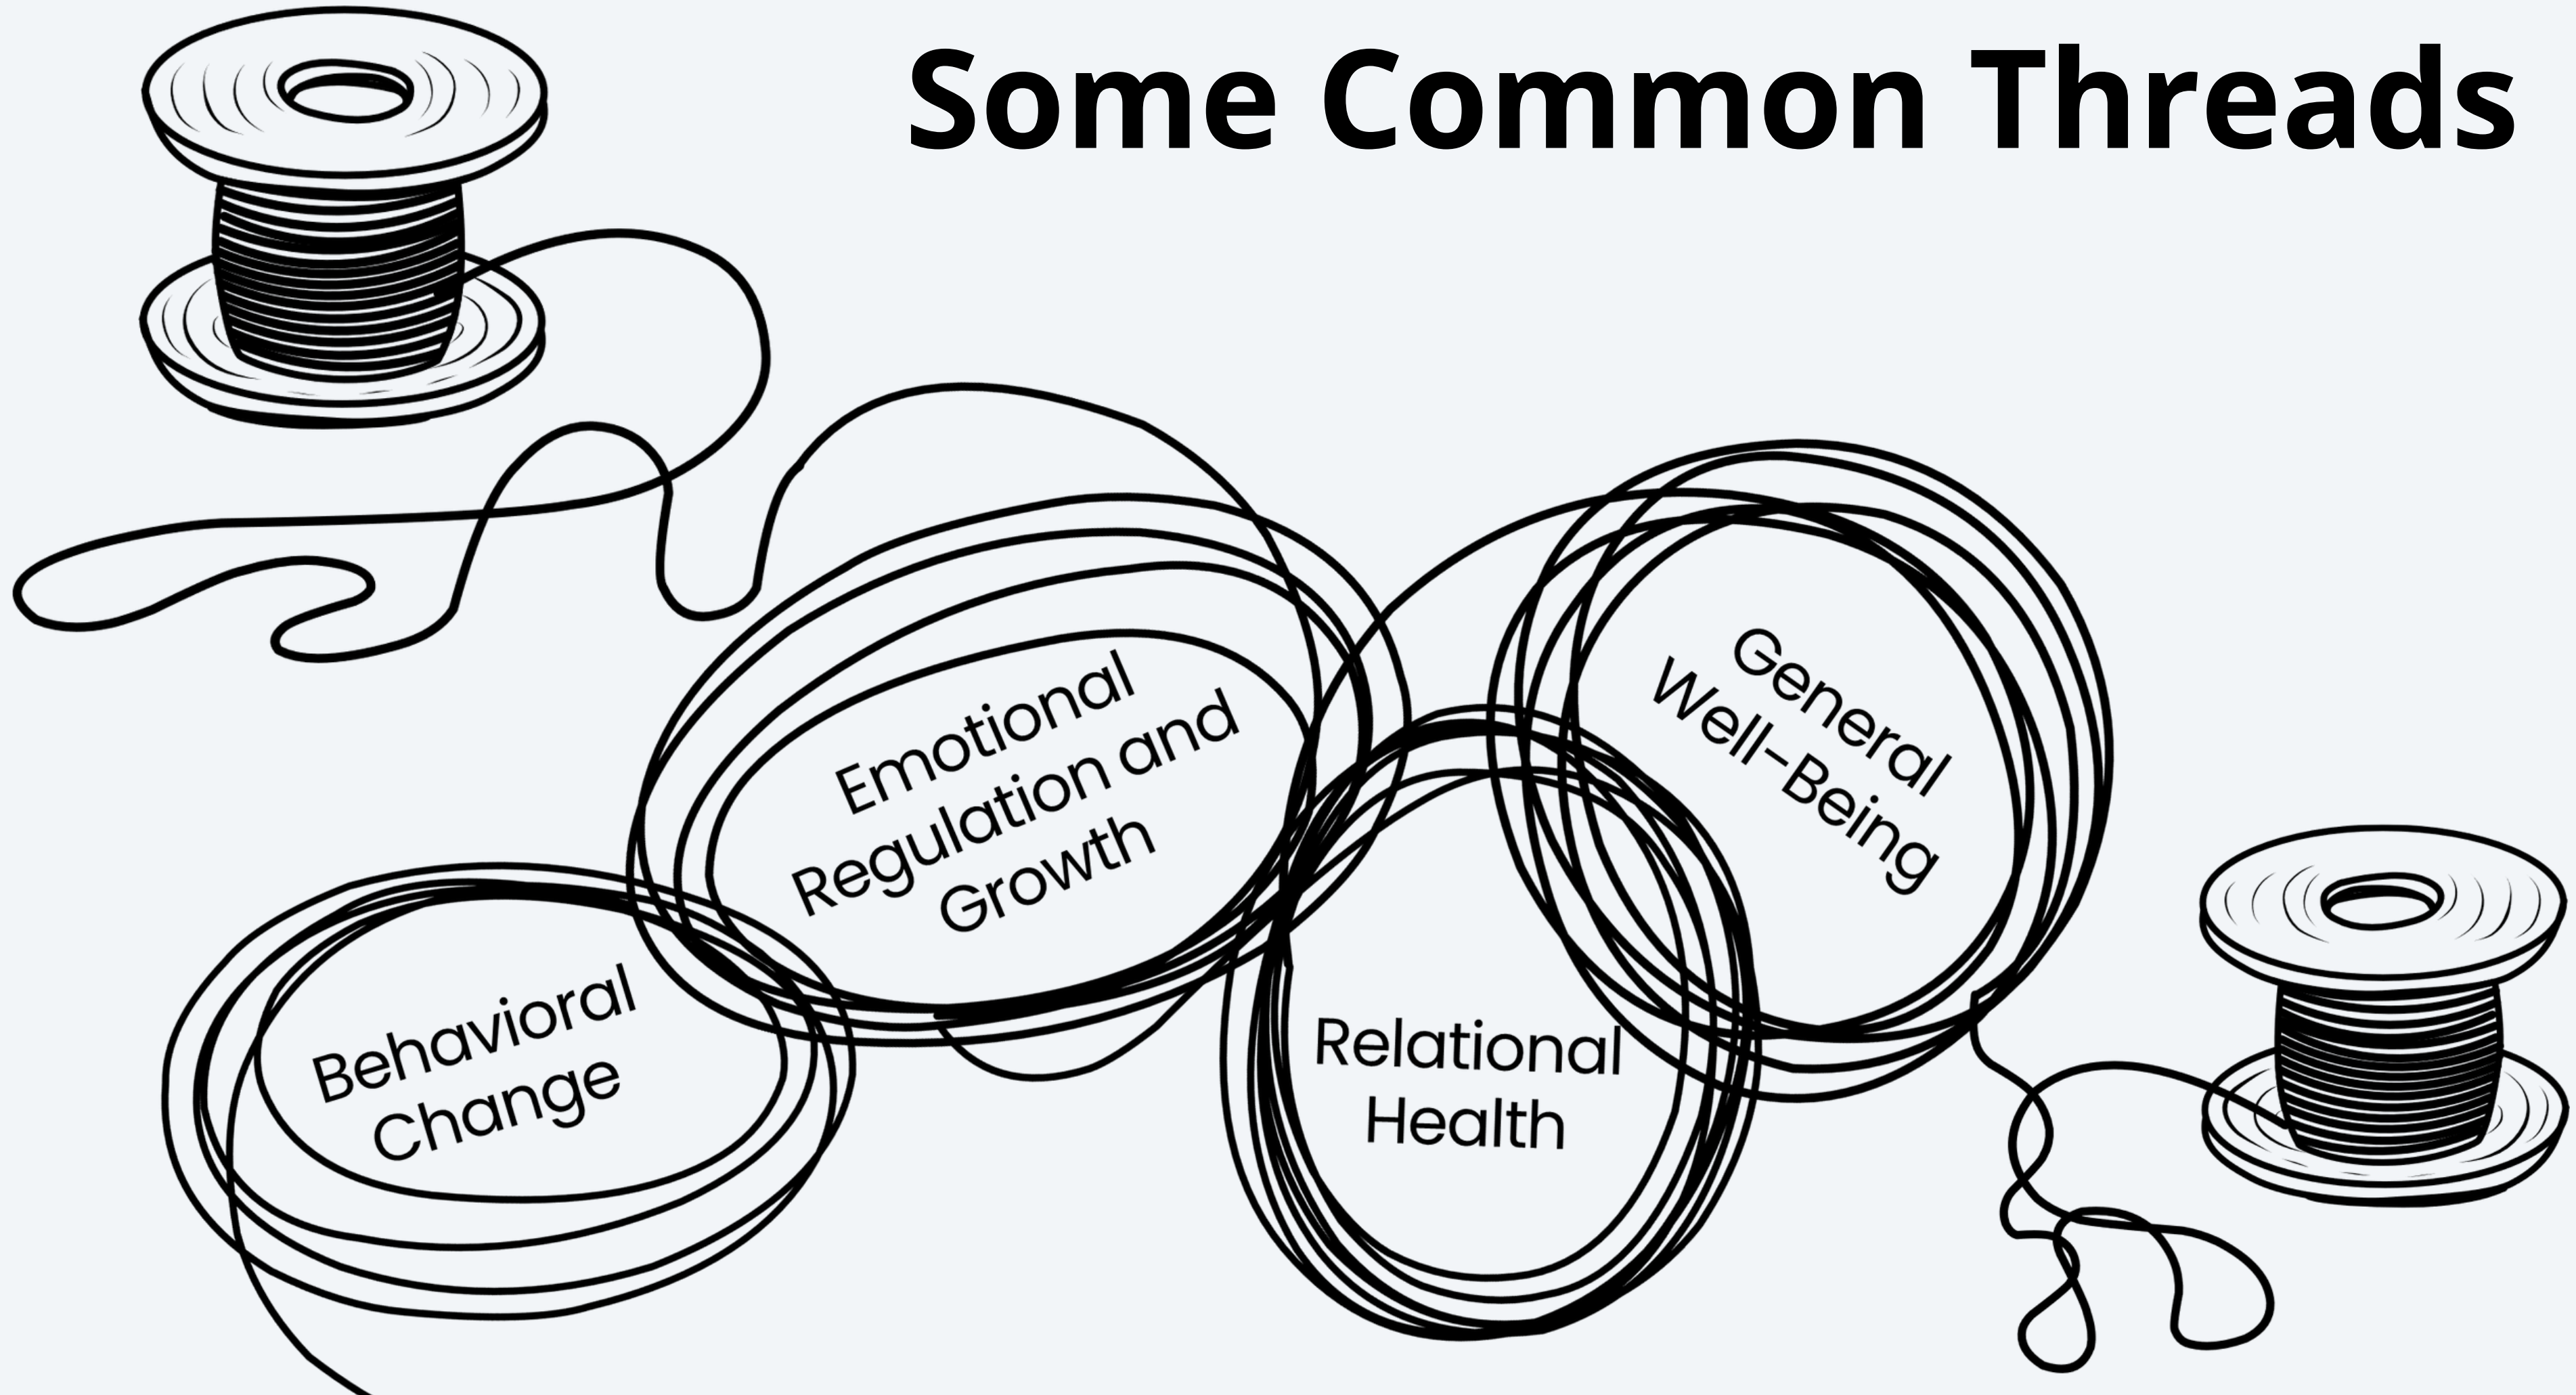 Some Common Threads
Emotional
Regulation and
Growth
General
Well-Being
Behavioral
Change
Relational
Health